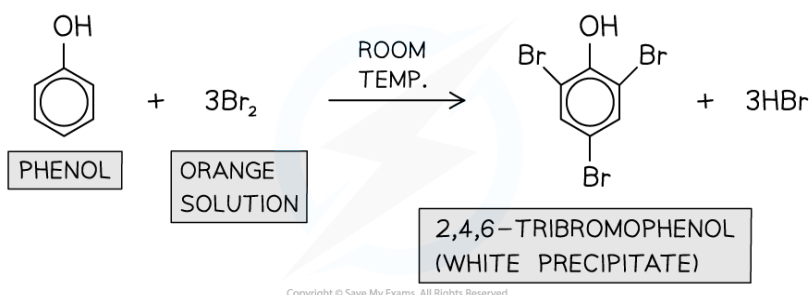 OH
PHENOL
+
3Br₂
ORANGE
SOLUTION
ROOM
TEMP.
OH
Br
Br
Br
2,4,6-TRIBROMOPHENOL
(WHITE PRECIPITATE)
+
3HBr
Copyright © Save My Exams. All Rights Reserved